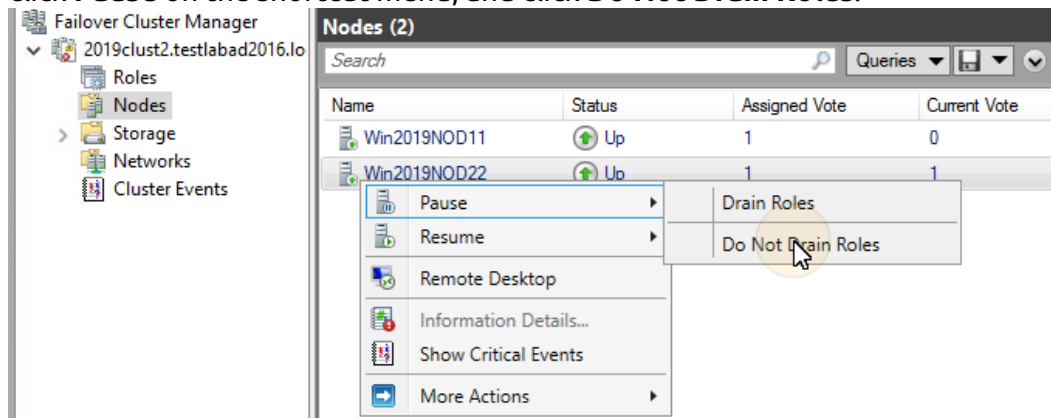 click Pause on the shortcut menu, and click Do Not Drain Roles.
Failover Cluster Manager
2019clust2.testlabad2016.lo
Roles
Nodes
Storage
Networks
Cluster Events
Nodes (2)
Search
Queries
Name Status Assigned Vote Current Vote
Win2019NOD11 Up 1 0
Win2019NOD22 Up 1 1
Pause
Resume
Remote Desktop
Information Details...
Show Critical Events
More Actions
Drain Roles
Do Not Drain Roles